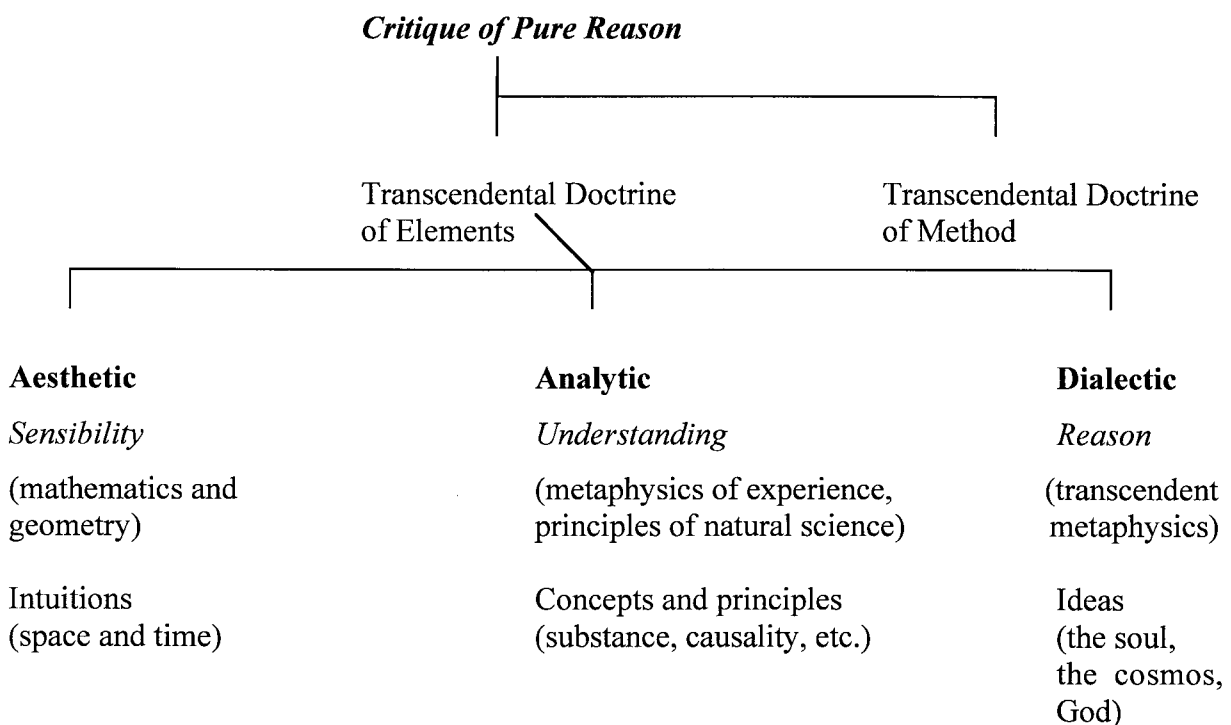 Critique of Pure Reason
Transcendental Doctrine
of Elements
Transcendental Doctrine
of Method
Aesthetic
Sensibility
(mathematics and
geometry)
Intuitions
(space and time)
Analytic
Understanding
(metaphysics of experience,
principles of natural science)
Concepts and principles
(substance, causality, etc.)
Dialectic
Reason
(transcendent
metaphysics)
Ideas
(the soul,
the cosmos,
God)